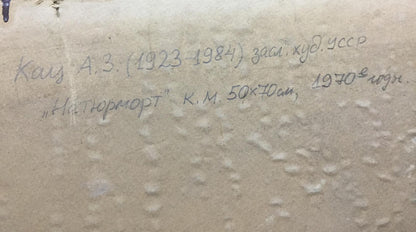 Кац А.З. (1923-1984) засл. худ. УССР
"Натюрморт" к.м. 50х70см, 1970е годы